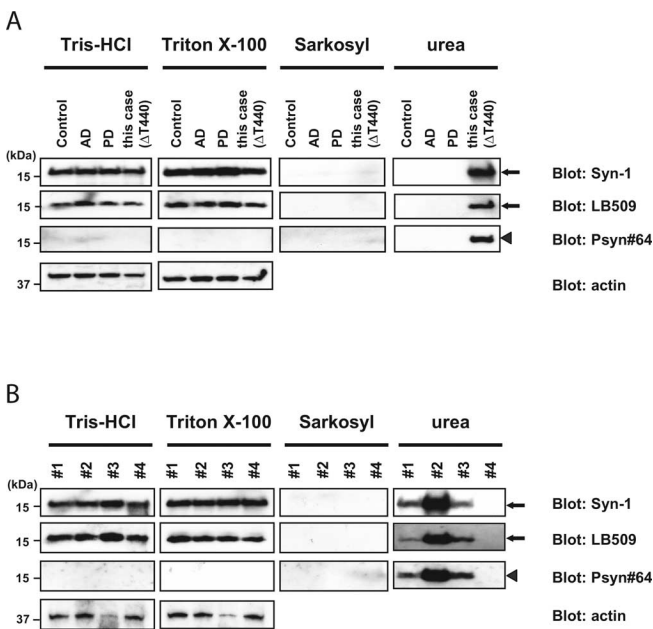 A
Tris-HCl Triton X-100 Sarkosyl urea
Control AD PD this case (ΔT440) Control AD PD this case (ΔT440) Control AD PD this case (ΔT440) Control AD PD this case (ΔT440)
(kDa)
15 Blot: Syn-1
15 Blot: LB509
15 Blot: Psyn#64
37 Blot: actin
B
Tris-HCl Triton X-100 Sarkosyl urea
#1 #2 #3 #4 #1 #2 #3 #4 #1 #2 #3 #4 #1 #2 #3 #4
(kDa)
15 Blot: Syn-1
15 Blot: LB509
15 Blot: Psyn#64
37 Blot: actin